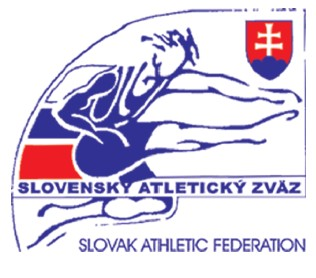 SLOVENSKÝ ATLETICKÝ ZVÄZ
SLOVAK ATHLETIC FEDERATION